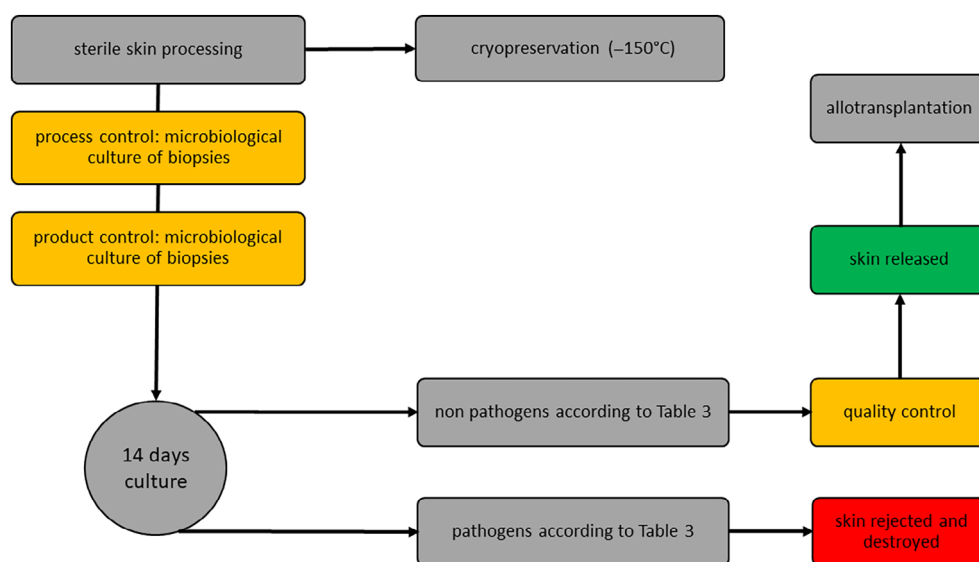 sterile skin processing
cryopreservation (–150°C)
allotransplantation
process control: microbiological
culture of biopsies
product control: microbiological
culture of biopsies
skin released
non pathogens according to Table 3
quality control
14 days
culture
pathogens according to Table 3
skin rejected and
destroyed